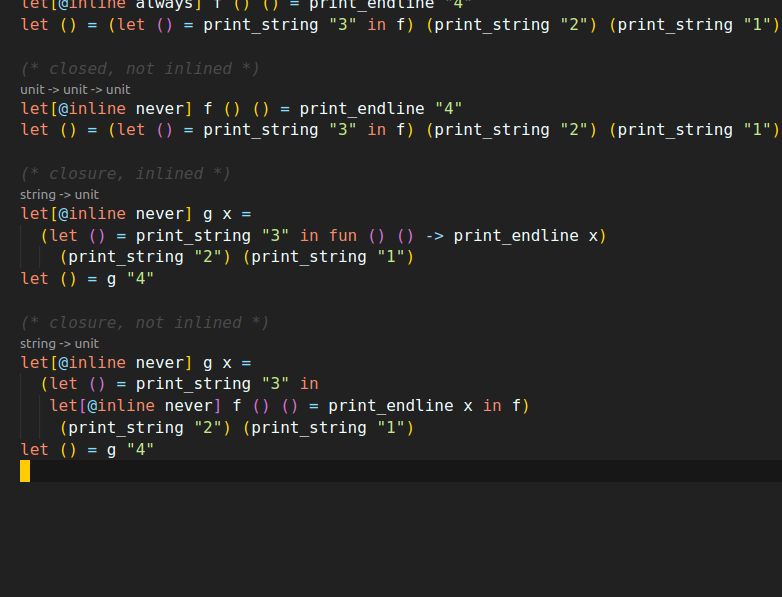 let[@inline always] f () () = print_endline "4"
let () = (let () = print_string "3" in f) (print_string "2") (print_string "1")
(* closed, not inlined *)
unit -> unit -> unit
let[@inline never] f () () = print_endline "4"
let () = (let () = print_string "3" in f) (print_string "2") (print_string "1")
(* closure, inlined *)
string -> unit
let[@inline never] g x =
(let () = print_string "3" in fun () () -> print_endline x)
(print_string "2") (print_string "1")
let () = g "4"
(* closure, not inlined *)
string -> unit
let[@inline never] g x =
(let () = print_string "3" in
let[@inline never] f () () = print_endline x in f)
(print_string "2") (print_string "1")
let () = g "4"